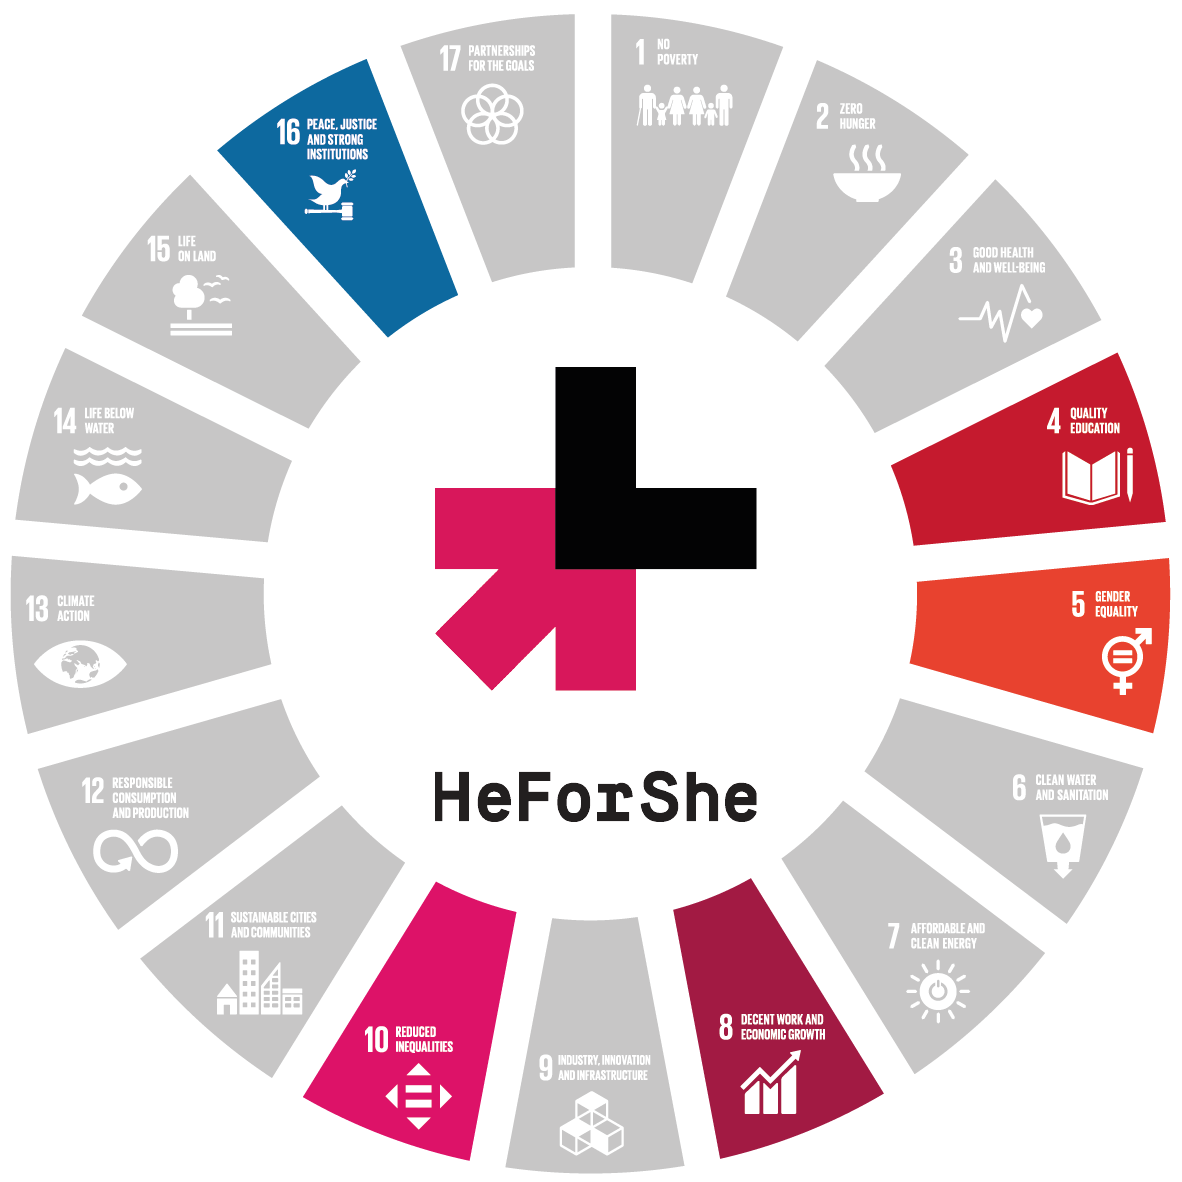 1 NO
POVERTY
2 ZERO
HUNGER
3 GOOD HEALTH
AND WELL-BEING
4 QUALITY
EDUCATION
5 GENDER
EQUALITY
6 CLEAN WATER
AND SANITATION
7 AFFORDABLE AND
CLEAN ENERGY
8 DECENT WORK AND
ECONOMIC GROWTH
9 INDUSTRY, INNOVATION
AND INFRASTRUCTURE
10 REDUCED
INEQUALITIES
11 SUSTAINABLE CITIES
AND COMMUNITIES
12 RESPONSIBLE
CONSUMPTION
AND PRODUCTION
13 CLIMATE
ACTION
14 LIFE BELOW
WATER
15 LIFE
ON LAND
16 PEACE, JUSTICE
AND STRONG
INSTITUTIONS
17 PARTNERSHIPS
FOR THE GOALS
HeForShe